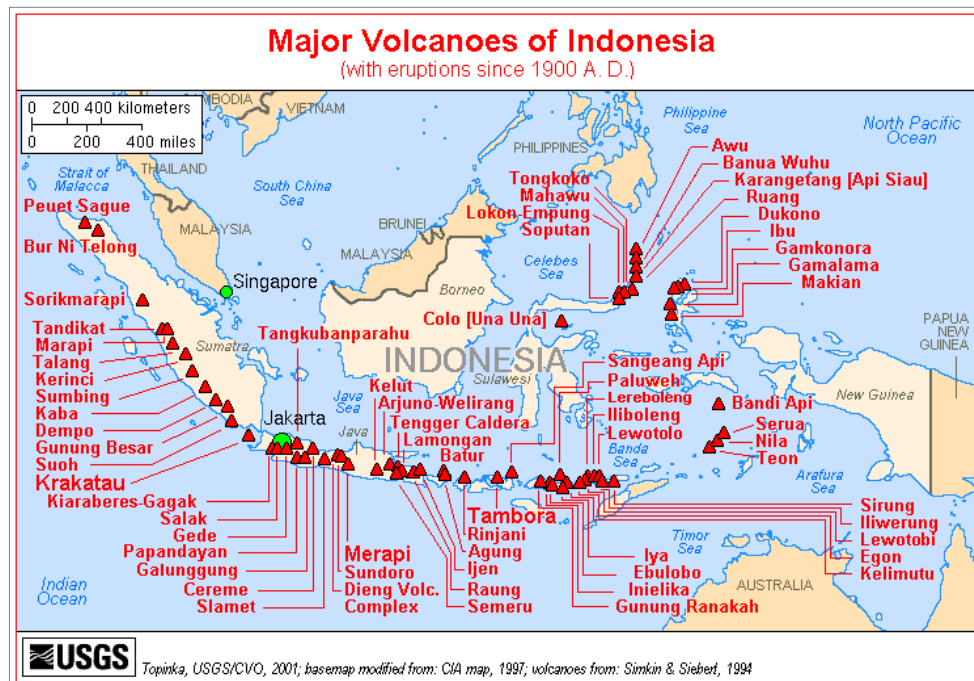 Major Volcanoes of Indonesia
(with eruptions since 1900 A. D.)
0 200 400 kilometers
0 200 400 miles
CAMBODIA
VIETNAM
THAILAND
Strait of
Malacca
South China
Sea
PHILIPPINES
Philippine
Sea
North Pacific
Ocean
MALAYSIA
BRUNEI
MALAYSIA
Celebes
Sea
Borneo
Singapore
Peuet Sague
Bur Ni Telong
Sorikmarapi
Tandikat
Marapi
Talang
Kerinci
Sumbing
Kaba
Dempo
Gunung Besar
Suoh
Krakatau
Sumatra
Tangkubanparahu
Jakarta
Java
Sea
Java
INDONESIA
Sulawesi
Tongkoko
Mahawu
Lokon-Empung
Soputan
Colo [Una Una]
Awu
Banua Wuhu
Karangetang [Api Siau]
Ruang
Dukono
Ibu
Gamkonora
Gamalama
Makian
PAPUA
NEW
GUINEA
New Guinea
Kelut
Arjuno-Welirang
Tengger Caldera
Lamongan
Batur
Sangeang Api
Paluweh
Lereboleng
Iliboleng
Lewotolo
Banda
Sea
Bandi Api
Serua
Nila
Teon
Arafura
Sea
Kiaraberes-Gagak
Salak
Gede
Papandayan
Galunggung
Cereme
Slamet
Merapi
Sundoro
Dieng Volc.
Complex
Tambora
Rinjani
Agung
Ijen
Raung
Semeru
Iya
Ebulobo
Inielika
Gunung Ranakah
Sirung
Iliwerung
Lewotobi
Egon
Kelimutu
Timor
Sea
AUSTRALIA
Indian
Ocean
USGS
Topinka, USGS/CVO, 2001; basemap modified from: CIA map, 1997; volcanoes from: Simkin & Siebert, 1994